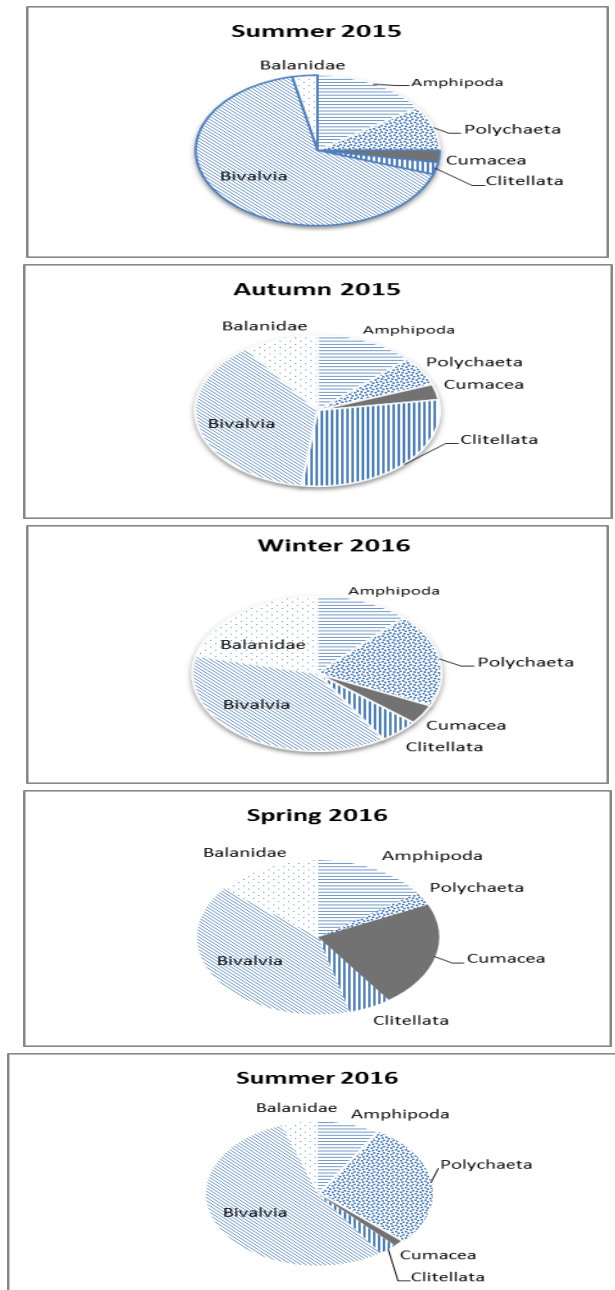 Summer 2015
Balanidae
Amphipoda
Polychaeta
Cumacea
Bivalvia
Clitellata
Autumn 2015
Balanidae
Amphipoda
Polychaeta
Cumacea
Bivalvia
Clitellata
Winter 2016
Amphipoda
Balanidae
Polychaeta
Bivalvia
Cumacea
Clitellata
Spring 2016
Balanidae
Amphipoda
Polychaeta
Bivalvia
Cumacea
Clitellata
Summer 2016
Balanidae
Amphipoda
Polychaeta
Bivalvia
Cumacea
Clitellata